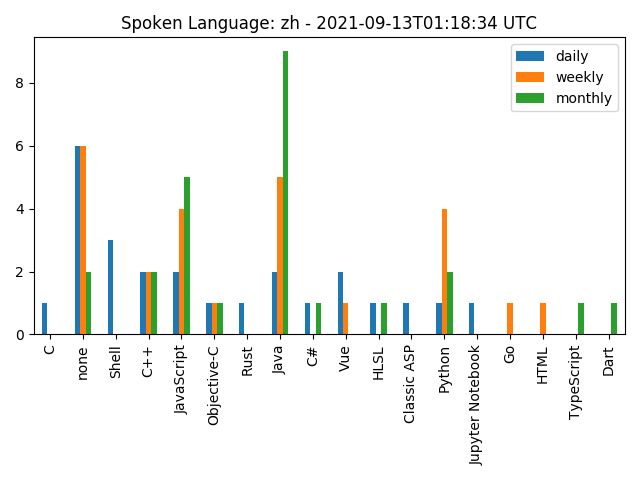 Spoken Language: zh - 2021-09-13T01:18:34 UTC
daily
weekly
monthly
8
6
4
2
0
C
none
Shell
C++
JavaScript
Objective-C
Rust
Java
C#
Vue
HLSL
Classic ASP
Python
Jupyter Notebook
Go
HTML
TypeScript
Dart